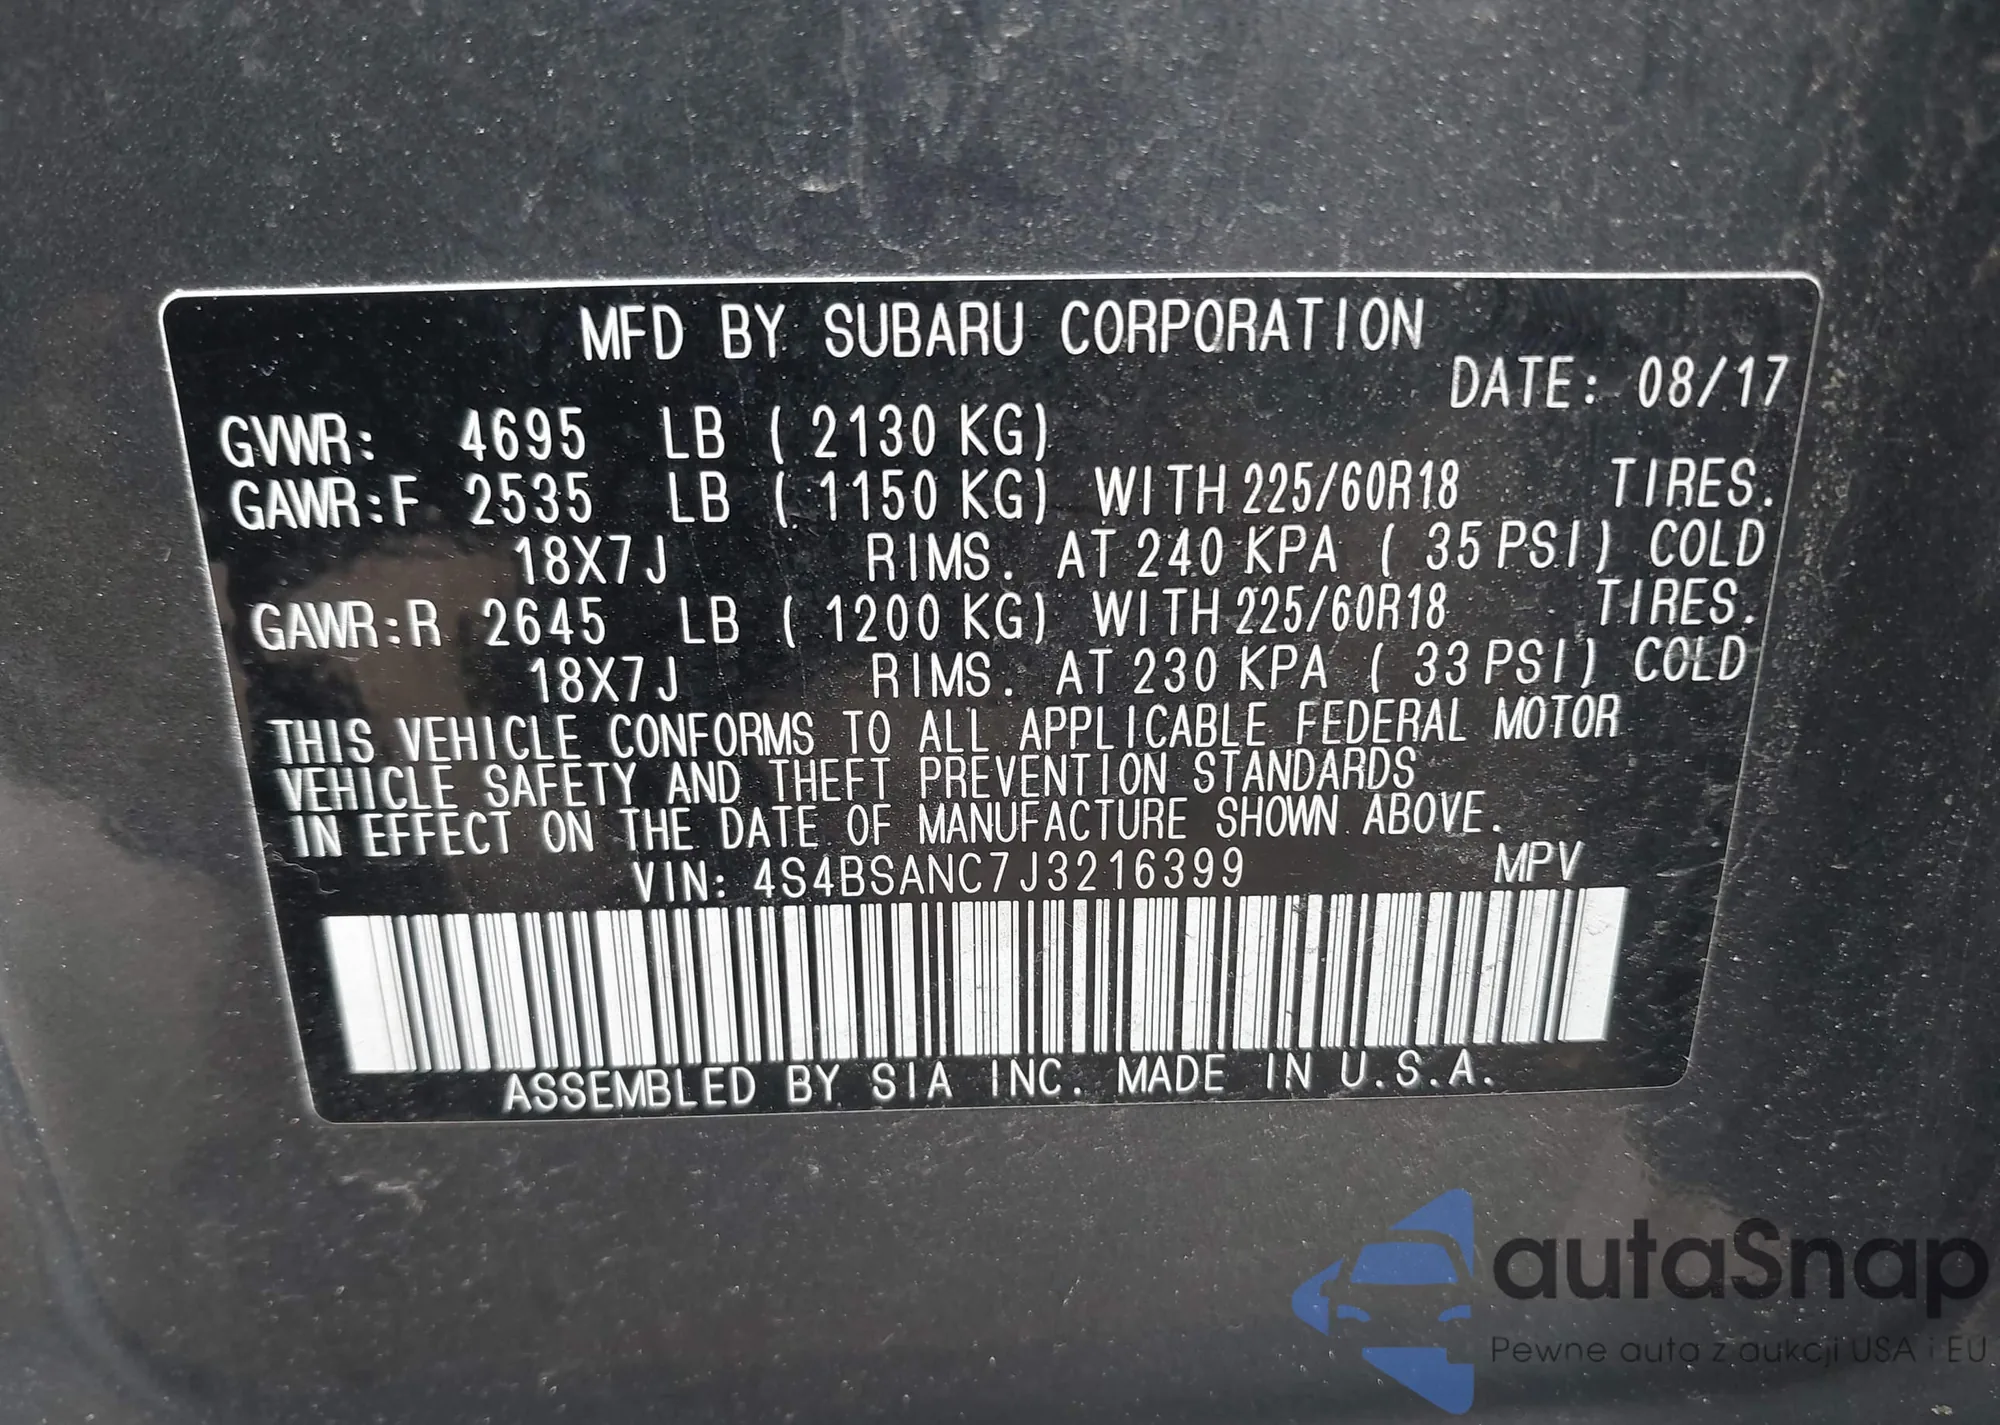 MFD BY SUBARU CORPORATION
DATE: 08/17
GVWR: 4695 LB ( 2130 KG)
GAWR:F 2535 LB ( 1150 KG) WITH 225/60R18 TIRES.
18X7J RIMS. AT 240 KPA ( 35 PSI) COLD
GAWR:R 2645 LB ( 1200 KG) WITH 225/60R18 TIRES.
18X7J RIMS. AT 230 KPA ( 33 PSI) COLD
THIS VEHICLE CONFORMS TO ALL APPLICABLE FEDERAL MOTOR
VEHICLE SAFETY AND THEFT PREVENTION STANDARDS
IN EFFECT ON THE DATE OF MANUFACTURE SHOWN ABOVE.
VIN: 4S4BSANC7J3216399 MPV
ASSEMBLED BY SIA INC. MADE IN U.S.A.
autaSnap
Pewne auta z aukcji USA i EU